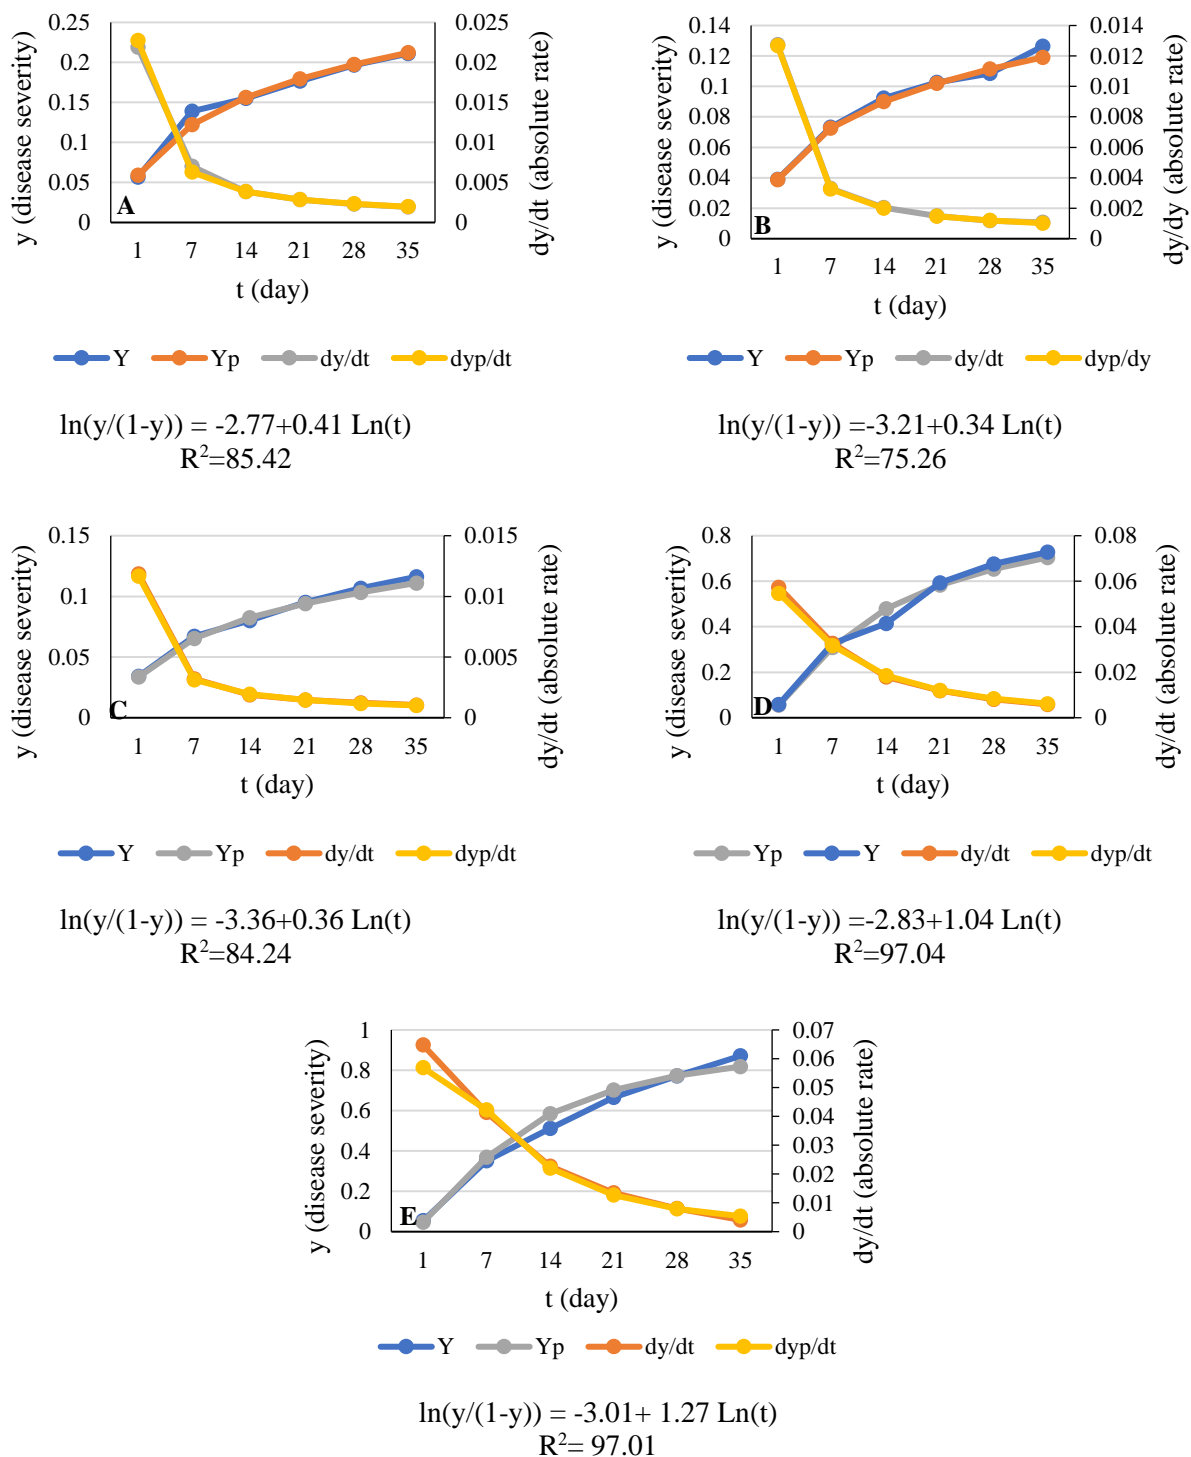 y (disease severity)
0.25
0.2
0.15
0.1
0.05
0
A
0.025
0.02
0.015
0.01
0.005
0
dy/dt (absolute rate)
1 7 14 21 28 35
t (day)
Y Yp dy/dt dyp/dt
ln(y/(1-y)) = -2.77+0.41 Ln(t)
R²=85.42
y (disease severity)
0.14
0.12
0.1
0.08
0.06
0.04
0.02
0
B
0.014
0.012
0.010
0.008
0.006
0.004
0.002
0
dy/dy (absolute rate)
1 7 14 21 28 35
t (day)
Y Yp dy/dt dyp/dy
ln(y/(1-y)) =-3.21+0.34 Ln(t)
R²=75.26
y (disease severity)
0.15
0.1
0.05
0
C
0.015
0.010
0.005
0
dy/dt (absolute rate)
1 7 14 21 28 35
t (day)
Y Yp dy/dt dyp/dt
ln(y/(1-y)) = -3.36+0.36 Ln(t)
R²=84.24
y (disease severity)
0.8
0.6
0.4
0.2
0
D
0.08
0.06
0.04
0.02
0
dy/dt (absolute rate)
1 7 14 21 28 35
t (day)
Yp Y dy/dt dyp/dt
ln(y/(1-y)) =-2.83+1.04 Ln(t)
R²=97.04
y (disease severity)
1
0.8
0.6
0.4
0.2
0
E
0.07
0.06
0.05
0.04
0.03
0.02
0.01
0
dy/dt (absolute rate)
1 7 14 21 28 35
t (day)
Y Yp dy/dt dyp/dt
ln(y/(1-y)) = -3.01+ 1.27 Ln(t)
R²= 97.01